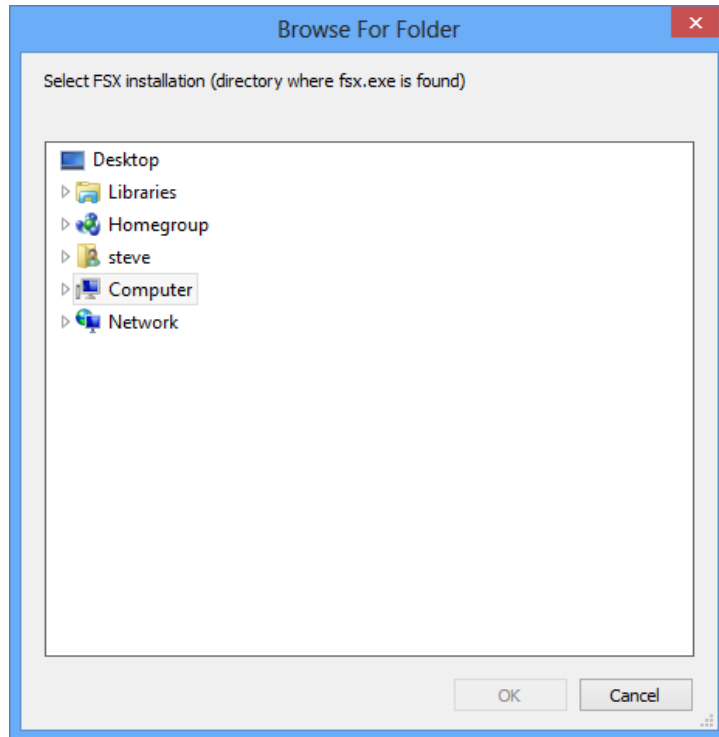 Browse For Folder
Select FSX installation (directory where fsx.exe is found)
Desktop
Libraries
Homegroup
steve
Computer
Network
OK
Cancel